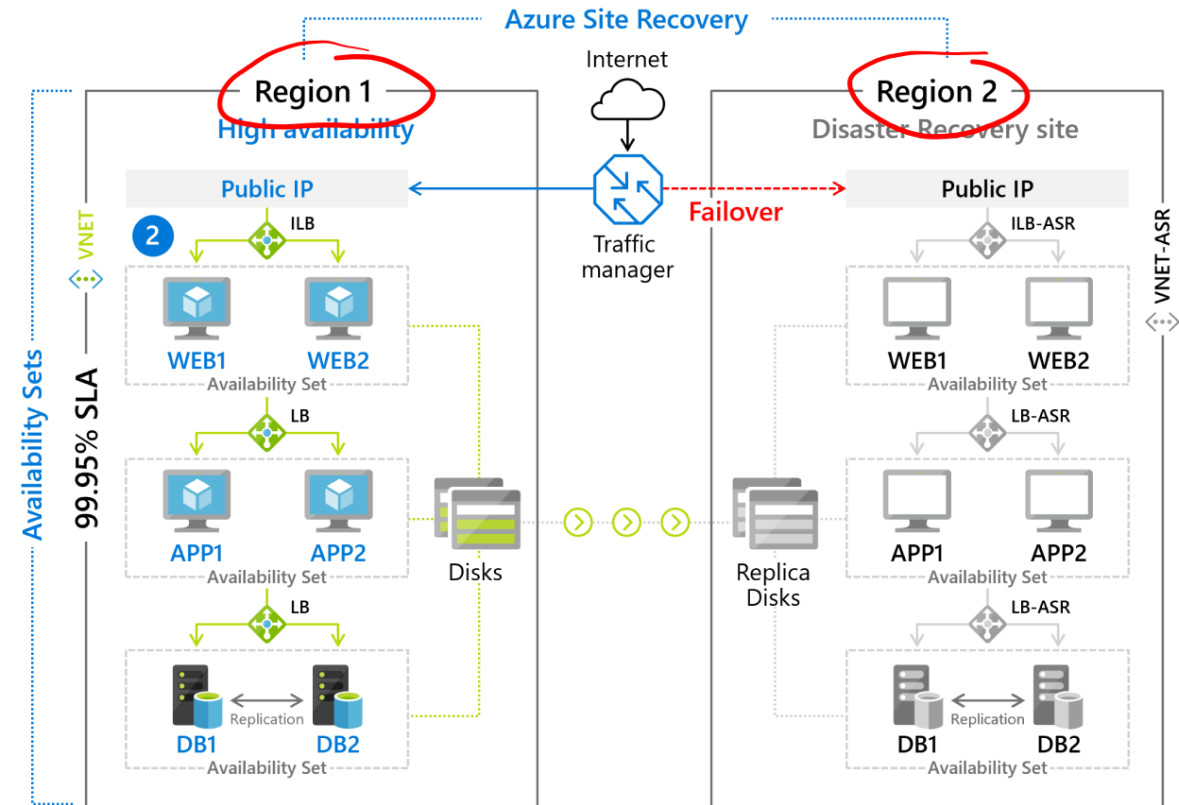 Azure Site Recovery
Internet
Region 1
High availability
Region 2
Disaster Recovery site
Public IP
Public IP
Failover
Traffic
manager
2
VNET
ILB
WEB1
WEB2
Availability Set
LB
APP1
APP2
Availability Set
LB
Replication
DB1
DB2
Availability Set
Availability Sets
99.95% SLA
Disks
Replica
Disks
ILB-ASR
VNET-ASR
WEB1
WEB2
Availability Set
LB-ASR
APP1
APP2
Availability Set
LB-ASR
Replication
DB1
DB2
Availability Set